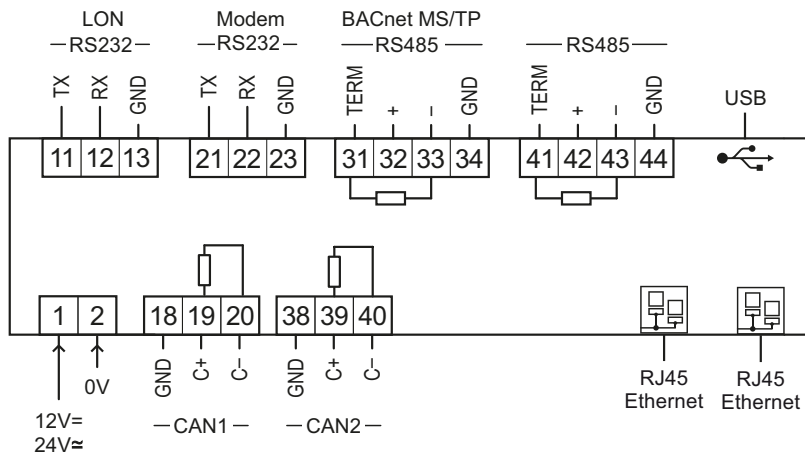 LON
RS232
Modem
RS232
BACnet MS/TP
RS485
RS485
TX
RX
GND
TX
RX
GND
TERM
+
−
GND
TERM
+
−
GND
USB
11 12 13
21 22 23
31 32 33 34
41 42 43 44
1 2
18 19 20
38 39 40
0V
12V=
24V≃
GND
C+
C−
CAN1
GND
C+
C−
CAN2
RJ45
Ethernet
RJ45
Ethernet